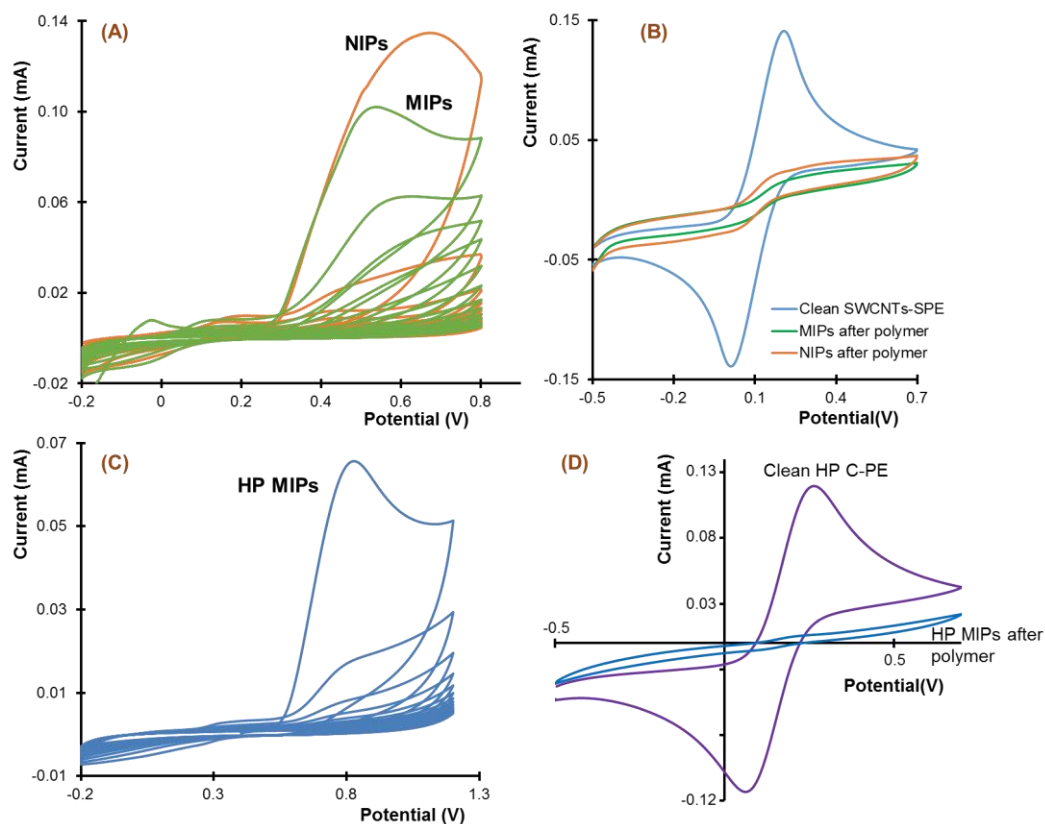 (A)
NIPs
MIPs
Current (mA)
0.14
0.10
0.06
0.02
-0.02
-0.2
0
0.2
0.4
0.6
0.8
Potential (V)
(B)
Current (mA)
0.15
0.05
-0.05
-0.15
Clean SWCNTs-SPE
MIPs after polymer
NIPs after polymer
-0.5
-0.2
0.1
0.4
0.7
Potential(V)
(C)
HP MIPs
Current (mA)
0.07
0.05
0.03
0.01
-0.01
-0.2
0.3
0.8
1.3
Potential (V)
(D)
Clean HP C-PE
Current (mA)
0.13
0.08
0.03
-0.12
-0.5
0.5
HP MIPs after
polymer
Potential(V)